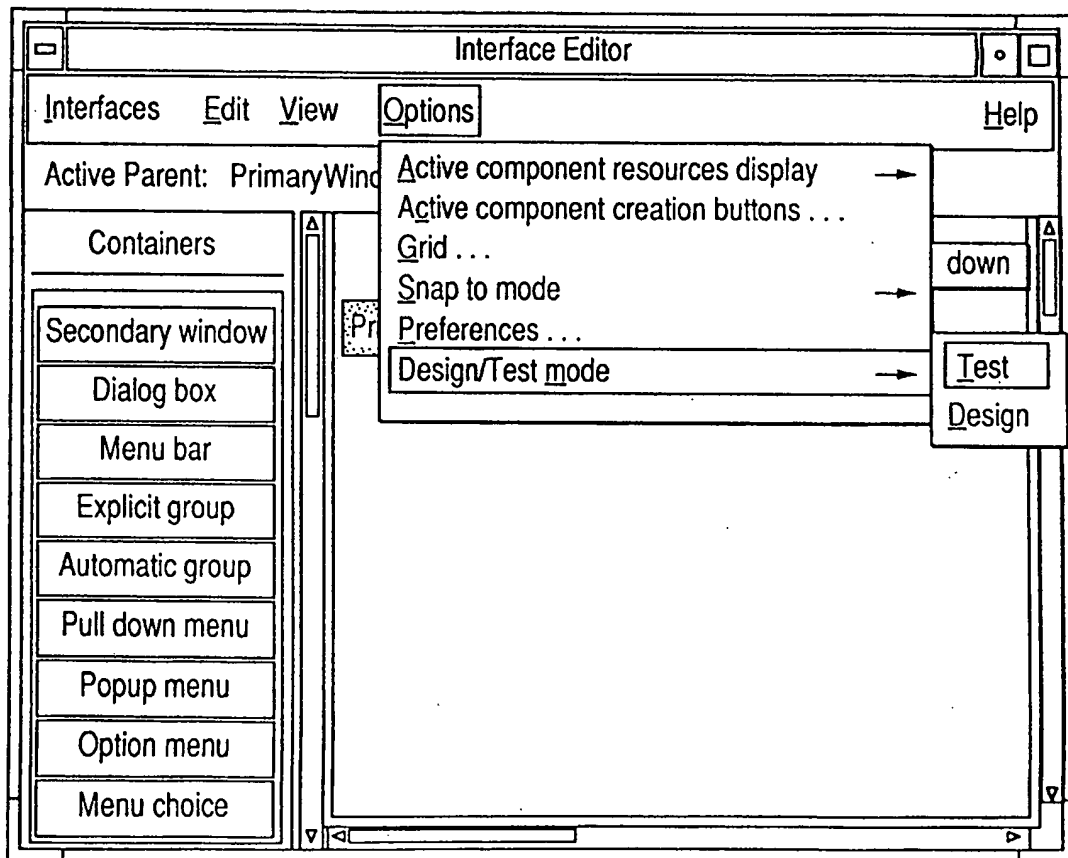 Interface Editor
Interfaces Edit View Options Help
Active Parent: PrimaryWind
Active component resources display
Active component creation buttons . . .
Grid . . .
Snap to mode
Preferences . . .
Design/Test mode
Test
Design
down
Pr
Containers
Secondary window
Dialog box
Menu bar
Explicit group
Automatic group
Pull down menu
Popup menu
Option menu
Menu choice